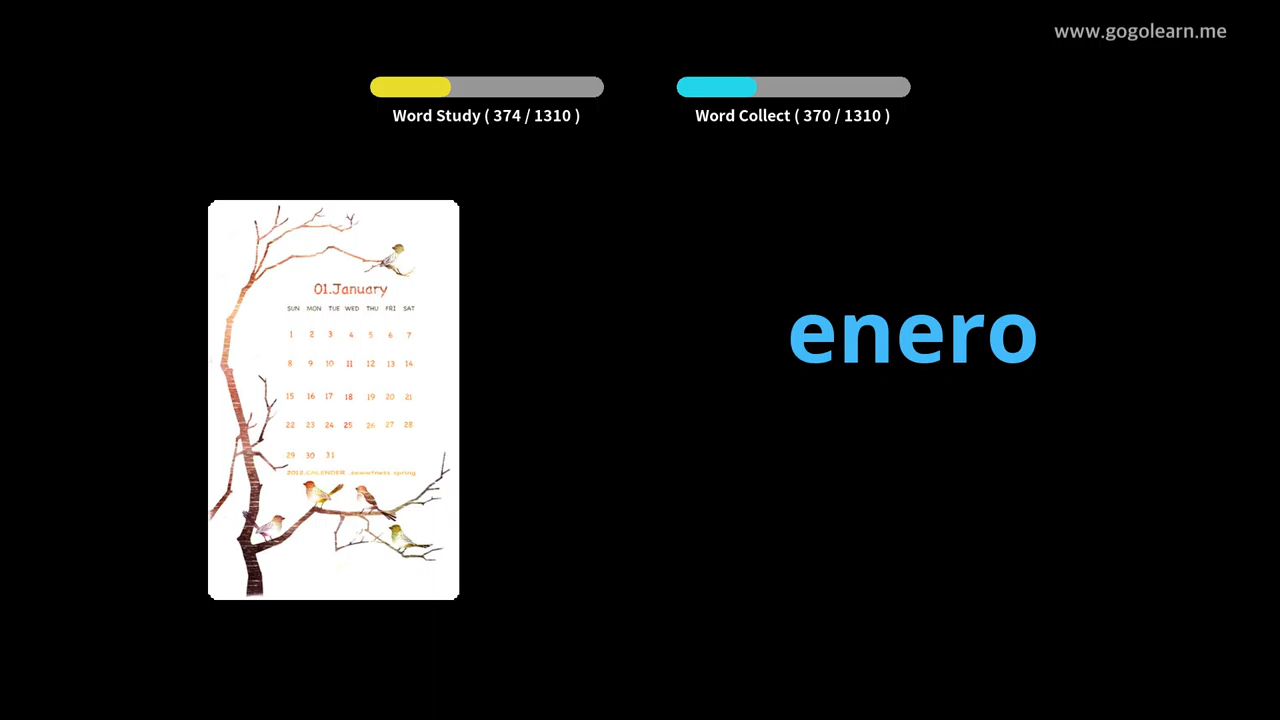 www.gogolearn.me
Word Study ( 374 / 1310 )
Word Collect ( 370 / 1310 )
01.January
SUN MON TUE WED THU FRI SAT
1 2 3 4 5 6 7
8 9 10 11 12 13 14
15 16 17 18 19 20 21
22 23 24 25 26 27 28
29 30 31
CALENDER spring
enero